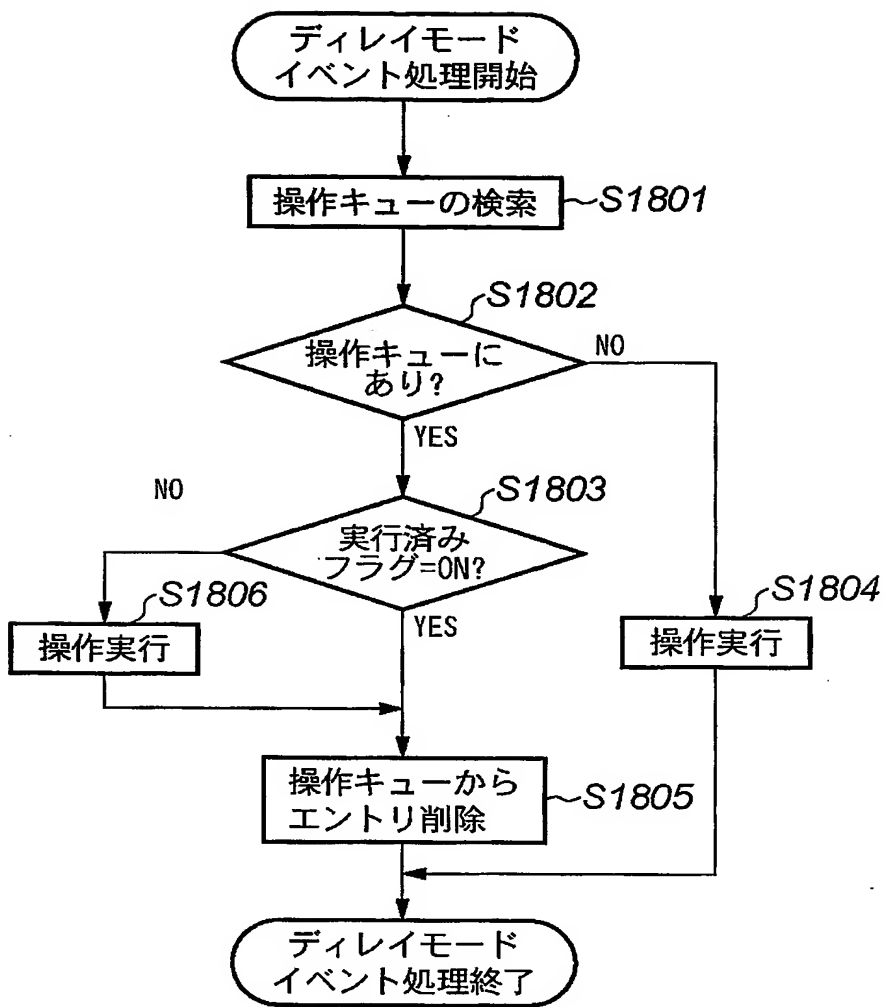 ディレイモード
イベント処理開始
操作キューの検索
S1801
S1802
操作キューに
あり?
NO
YES
NO
S1803
実行済み
フラグ=ON?
S1806
YES
S1804
操作実行
操作実行
操作キューから
エントリ削除
S1805
ディレイモード
イベント処理終了